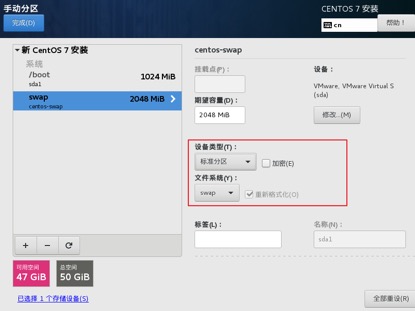 手动分区
CENTOS 7 安装
完成(D)
cn
帮助！
新 CentOS 7 安装
系统
/boot
1024 MiB
sda1
swap
2048 MiB
centos-swap
+ − 
可用空间
47 GiB
总空间
50 GiB
已选择 1 个存储设备(S)
centos-swap
挂载点(P)：
设备：
VMware, VMware Virtual S
(sda)
期望容量(D)：
2048 MiB
修改...(M)
设备类型(T)：
标准分区
加密(E)
文件系统(Y)：
swap
重新格式化(O)
标签(L)：
名称(N)：
sda1
全部重设(R)